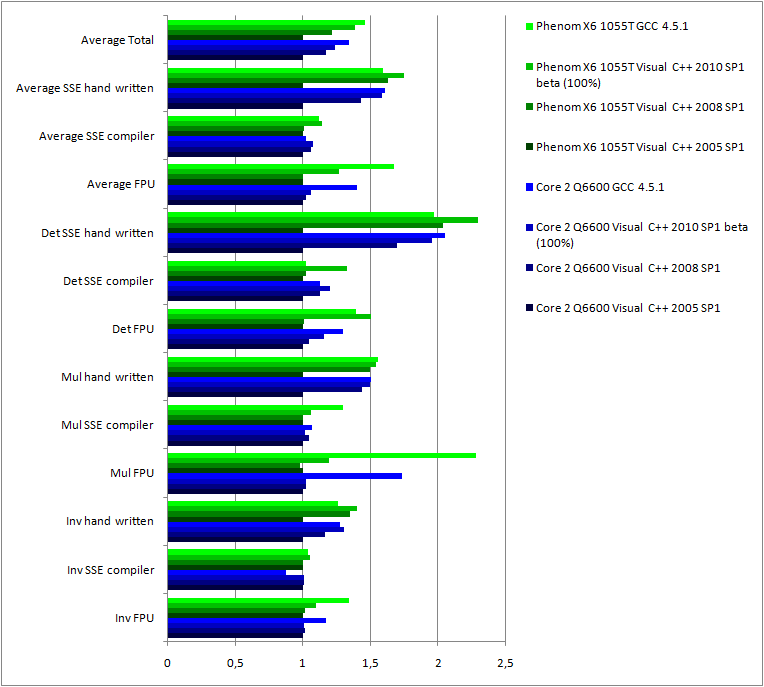 Average Total
Average SSE hand written
Average SSE compiler
Average FPU
Det SSE hand written
Det SSE compiler
Det FPU
Mul hand written
Mul SSE compiler
Mul FPU
Inv hand written
Inv SSE compiler
Inv FPU
0
0,5
1
1,5
2
2,5
Phenom X6 1055T GCC 4.5.1
Phenom X6 1055T Visual C++ 2010 SP1
beta (100%)
Phenom X6 1055T Visual C++ 2008 SP1
Phenom X6 1055T Visual C++ 2005 SP1
Core 2 Q6600 GCC 4.5.1
Core 2 Q6600 Visual C++ 2010 SP1 beta
(100%)
Core 2 Q6600 Visual C++ 2008 SP1
Core 2 Q6600 Visual C++ 2005 SP1